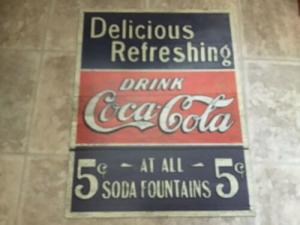 Delicious
Refreshing
DRINK
Coca-Cola
5¢ - AT ALL - 5¢
SODA FOUNTAINS